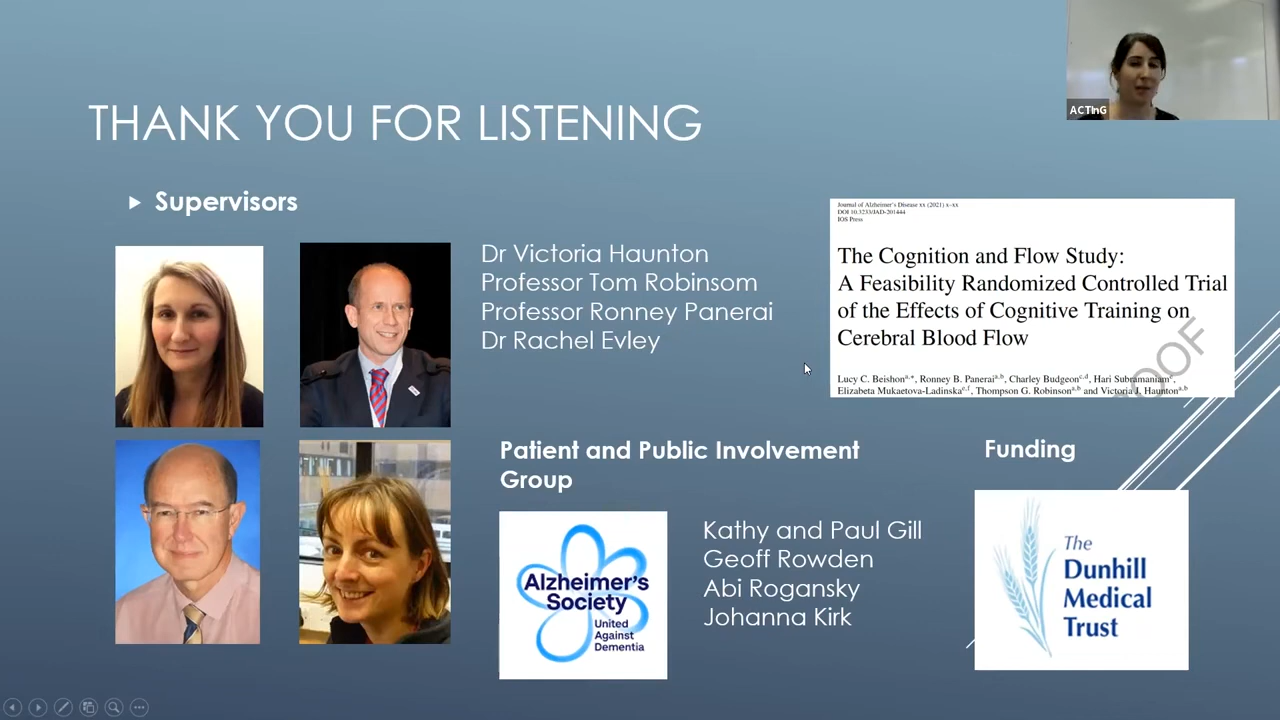 ACTInG
THANK YOU FOR LISTENING
Supervisors
Dr Victoria Haunton
Professor Tom Robinsom
Professor Ronney Panerai
Dr Rachel Evley
Journal of Alzheimer's Disease xx (2021) x–xx
DOI 10.3233/JAD-201444
IOS Press
The Cognition and Flow Study:
A Feasibility Randomized Controlled Trial
of the Effects of Cognitive Training on
Cerebral Blood Flow
Lucy C. Beishon a,*, Ronney B. Panerai a,b, Charley Budgeon c,d, Hari Subramaniam e,
Elizabeta Mukaetova-Ladinska e,f, Thompson G. Robinson a,b and Victoria J. Haunton a,b
Patient and Public Involvement
Group
Alzheimer's
Society
United
Against
Dementia
Kathy and Paul Gill
Geoff Rowden
Abi Rogansky
Johanna Kirk
Funding
The
Dunhill
Medical
Trust